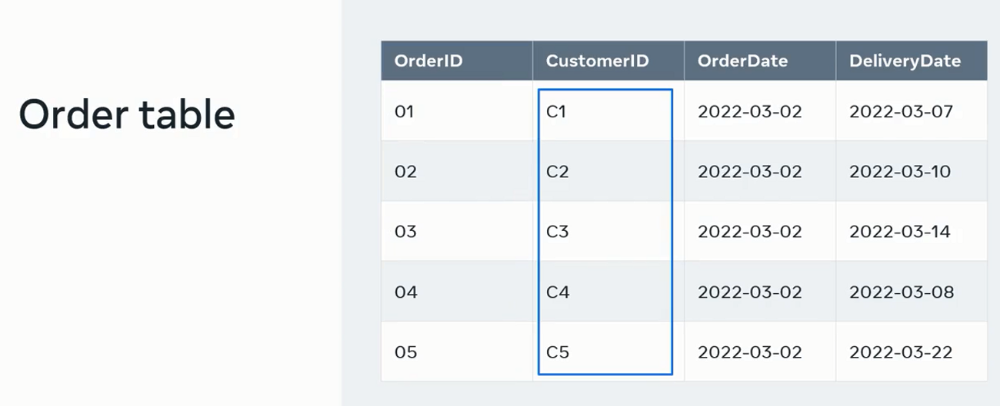 Order table
OrderID CustomerID OrderDate DeliveryDate
01 C1 2022-03-02 2022-03-07
02 C2 2022-03-02 2022-03-10
03 C3 2022-03-02 2022-03-14
04 C4 2022-03-02 2022-03-08
05 C5 2022-03-02 2022-03-22